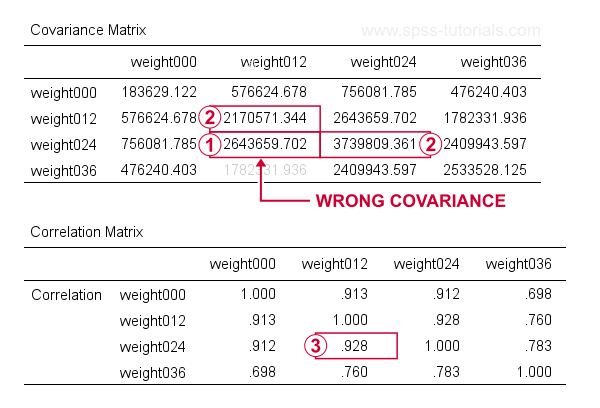 Covariance Matrix www.spss-tutorials.com
weight000 weight012 weight024 weight036
weight000 183629.122 576624.678 756081.785 476240.403
weight012 576624.678 2 2170571.344 2643659.702 1782331.936
weight024 756081.785 1 2643659.702 3739809.361 2 2409943.597
weight036 476240.403 1782331.936 2409943.597 2533528.125
WRONG COVARIANCE
Correlation Matrix
weight000 weight012 weight024 weight036
Correlation weight000 1.000 .913 .912 .698
weight012 .913 1.000 .928 .760
weight024 .912 3 .928 1.000 .783
weight036 .698 .760 .783 1.000